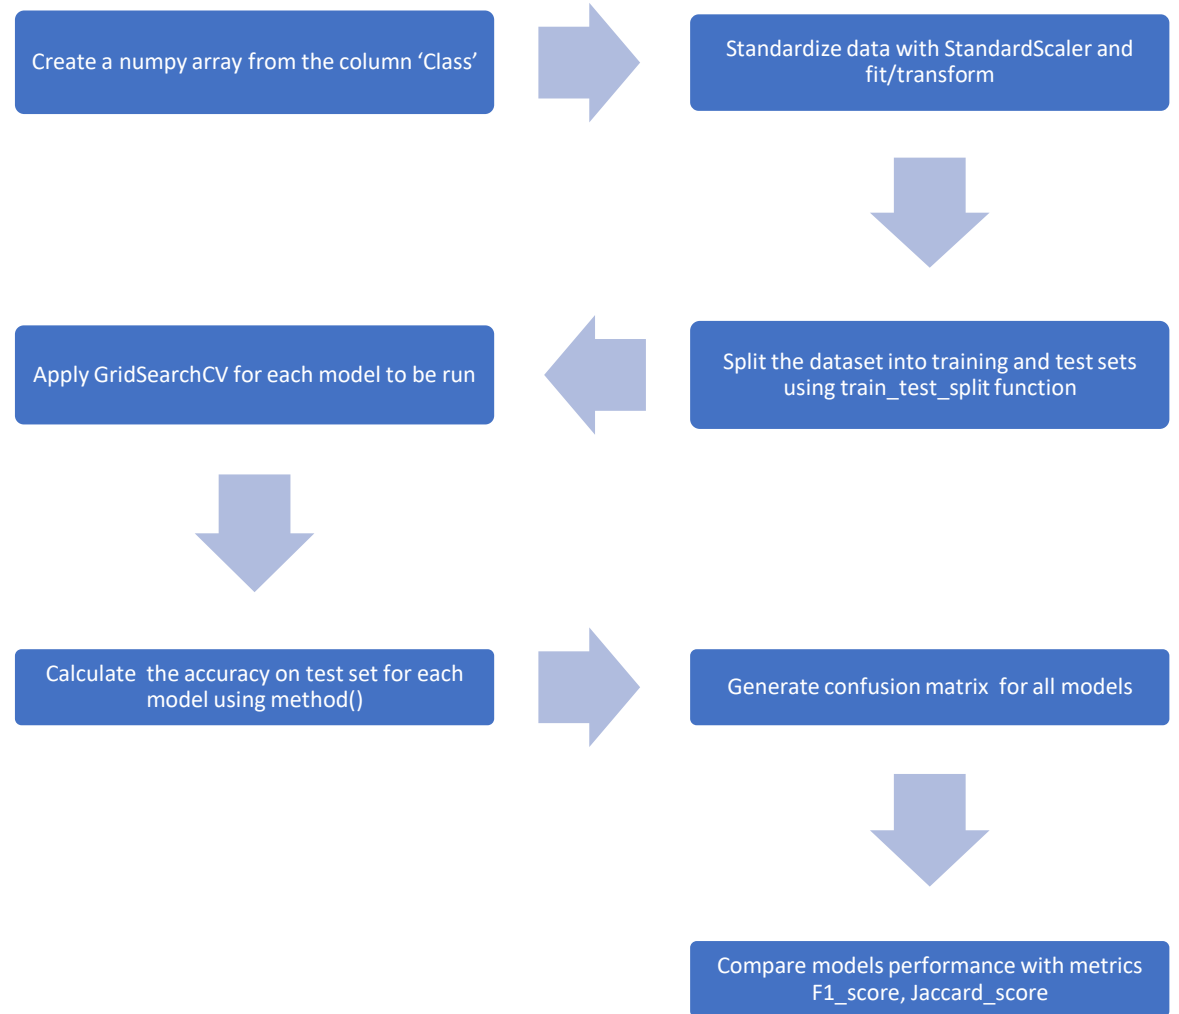 Create a numpy array from the column ‘Class’
Standardize data with StandardScaler and
fit/transform
Split the dataset into training and test sets
using train_test_split function
Apply GridSearchCV for each model to be run
Calculate  the accuracy on test set for each
model using method()
Generate confusion matrix  for all models
Compare models performance with metrics
F1_score, Jaccard_score